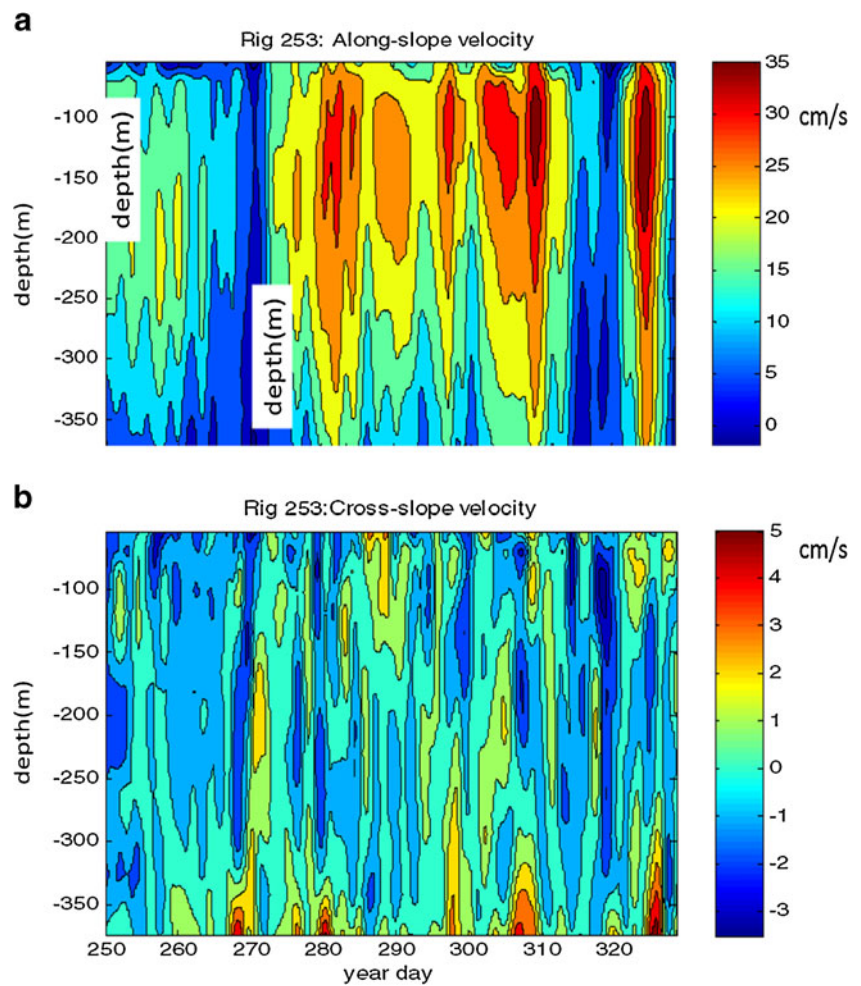 a
Rig 253: Along-slope velocity
35
-100
30
cm/s
depth(m)
25
-150
20
-200
depth(m)
15
-250
10
depth(m)
-300
5
-350
0
b
Rig 253:Cross-slope velocity
5
cm/s
4
-100
3
-150
2
depth(m)
-200
1
0
-250
-1
-300
-2
-350
-3
250 260 270 280 290 300 310 320
year day